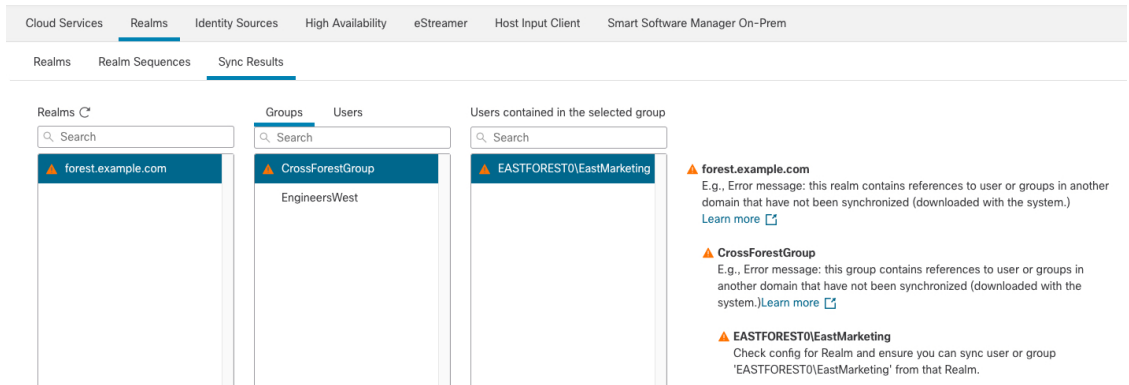 Cloud Services Realms Identity Sources High Availability eStreamer Host Input Client Smart Software Manager On-Prem
Realms Realm Sequences Sync Results
Realms Groups Users Users contained in the selected group
Search Search Search
forest.example.com CrossForestGroup EASTFOREST0\EastMarketing
EngineersWest
forest.example.com
E.g., Error message: this realm contains references to user or groups in another
domain that have not been synchronized (downloaded with the system.)
Learn more
CrossForestGroup
E.g., Error message: this group contains references to user or groups in
another domain that have not been synchronized (downloaded with the
system.)Learn more
EASTFOREST0\EastMarketing
Check config for Realm and ensure you can sync user or group
'EASTFOREST0\EastMarketing' from that Realm.